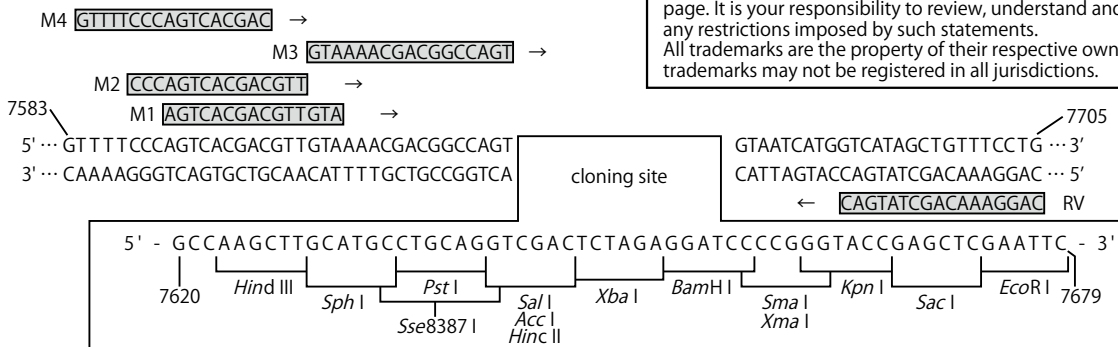 page. It is your responsibility to review, understand and
any restrictions imposed by such statements.
All trademarks are the property of their respective own
trademarks may not be registered in all jurisdictions.
M4 GTTTTCCCAGTCACGAC →
M3 GTAAAACGACGGCCAGT →
M2 CCCAGTCACGACGTT →
M1 AGTCACGACGTTGTA →
7583
7705
5' ··· GTTTTCCCAGTCACGACGTTGTAAAACGACGGCCAGT
GTAATCATGGTCATAGCTGTTTCCTG ··· 3'
3' ··· CAAAAGGGTCAGTGCTGCAACATTTTGCTGCCGGTCA
cloning site
CATTAGTACCAGTATCGACAAAGGAC ··· 5'
← CAGTATCGACAAAGGAC RV
5' - GCCAAGCTTGCATGCCTGCAGGTCGACTCTAGAGGATCCCCGGGTACCGAGCTCGAATTC - 3'
7620
Hind III
Sph I
Pst I
Sse8387 I
Sal I
Acc I
Hinc II
Xba I
BamH I
Sma I
Xma I
Kpn I
Sac I
EcoR I
7679